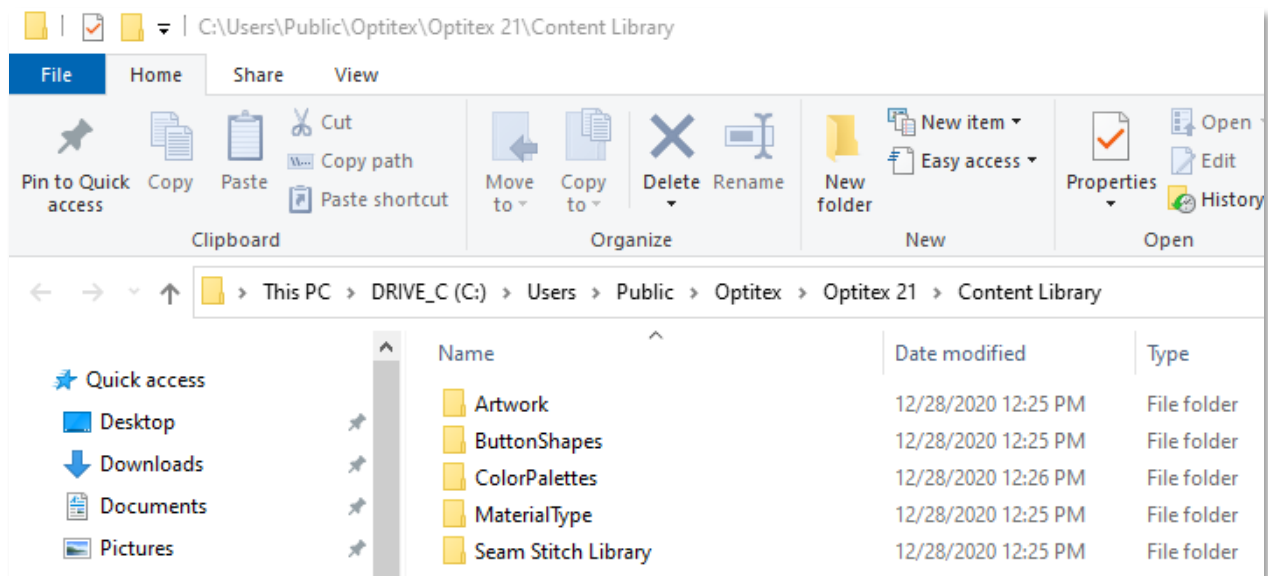 C:\Users\Public\Optitex\Optitex 21\Content Library
File Home Share View
Pin to Quick access
Copy
Paste
Cut
Copy path
Paste shortcut
Clipboard
Move to
Copy to
Delete
Rename
Organize
New folder
New item
Easy access
New
Properties
Open
Edit
History
Open
This PC > DRIVE_C (C:) > Users > Public > Optitex > Optitex 21 > Content Library
Quick access
Desktop
Downloads
Documents
Pictures
Name Date modified Type
Artwork 12/28/2020 12:25 PM File folder
ButtonShapes 12/28/2020 12:25 PM File folder
ColorPalettes 12/28/2020 12:26 PM File folder
MaterialType 12/28/2020 12:25 PM File folder
Seam Stitch Library 12/28/2020 12:25 PM File folder